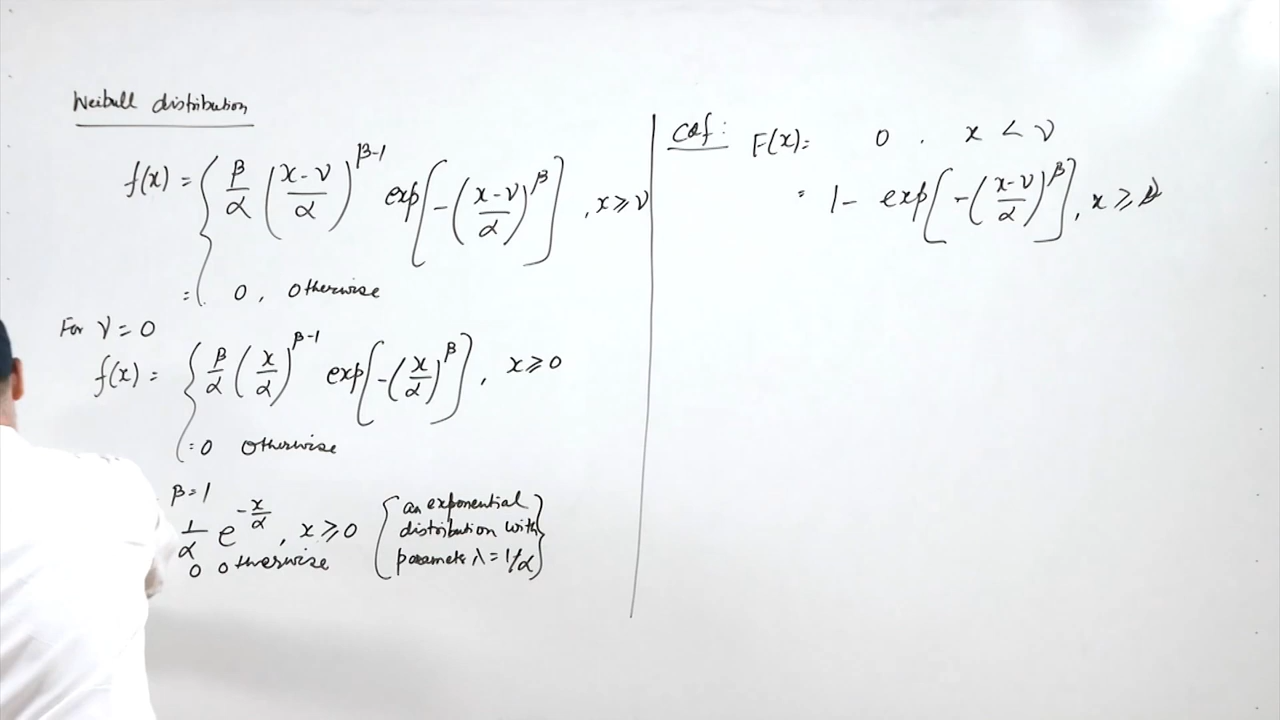 Weibull distribution
f(x) = { β/α ((x-ν)/α)^(β-1) exp[-((x-ν)/α)^β], x ≥ ν
= 0, otherwise
For ν = 0
f(x) = { β/α (x/α)^(β-1) exp[-(x/α)^β], x ≥ 0
= 0 otherwise
β = 1
1/α e^(-x/α), x ≥ 0
0 otherwise
{ an exponential
distribution with
paramets λ = 1/α }
cdf: F(x) = 0 . x < ν
= 1 - exp[-((x-ν)/α)^β], x ≥ ν